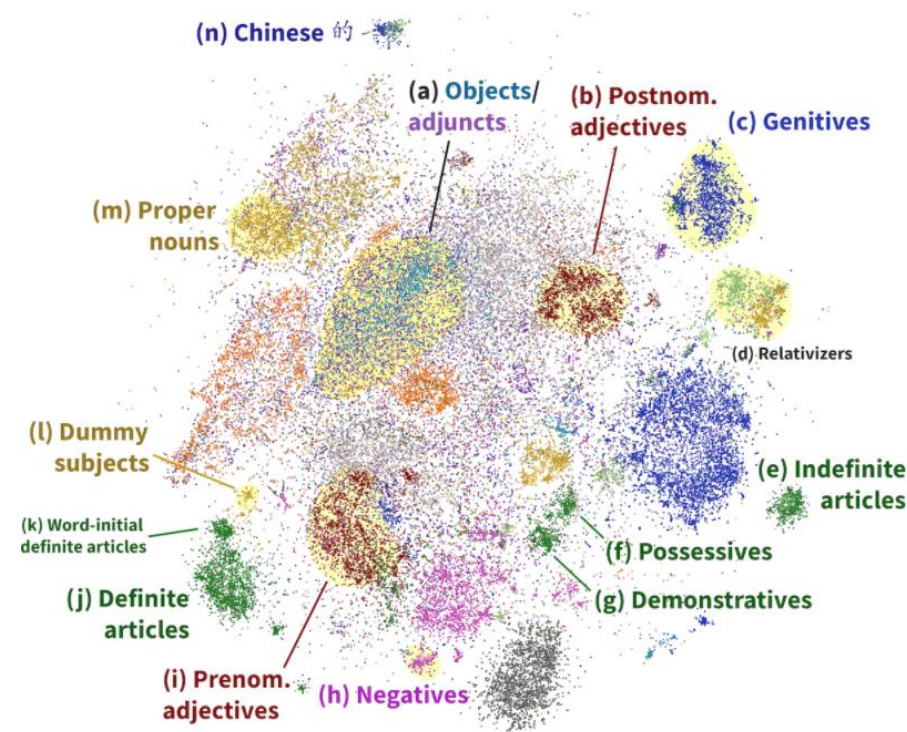 (n) Chinese 的
(a) Objects/
adjuncts
(b) Postnom.
adjectives
(c) Genitives
(m) Proper
nouns
(d) Relativizers
(l) Dummy
subjects
(e) Indefinite
articles
(k) Word-initial
definite articles
(f) Possessives
(j) Definite
articles
(g) Demonstratives
(i) Prenom.
adjectives
(h) Negatives